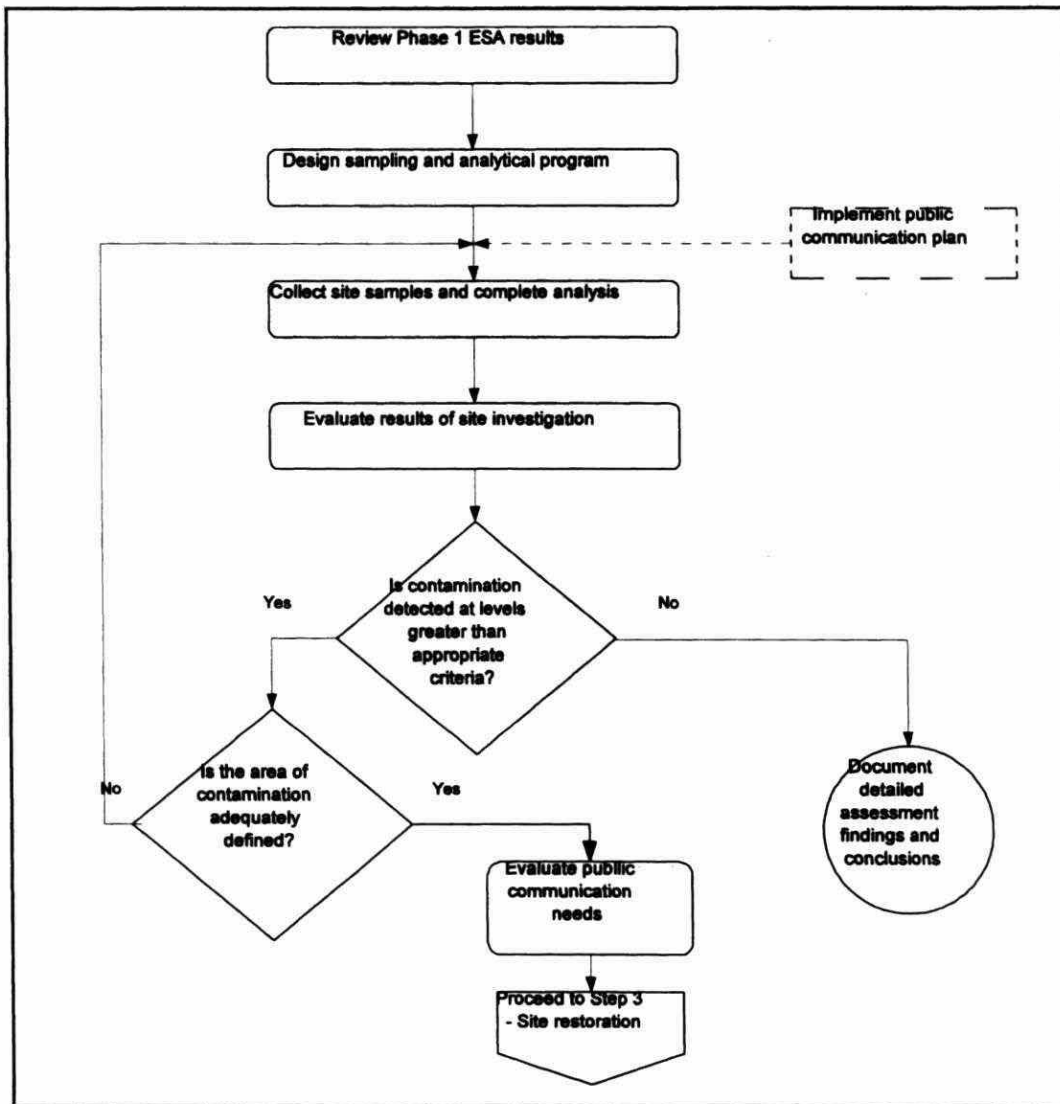 Review Phase 1 ESA results
Design sampling and analytical program
Implement public
communication plan
Collect site samples and complete analysis
Evaluate results of site investigation
Is contamination
detected at levels
greater than
appropriate
criteria?
Yes
No
Is the area of
contamination
adequately
defined?
No
Yes
Document
detailed
assessment
findings and
conclusions
Evaluate publlic
communication
needs
Proceed to Step 3
- Site restoration